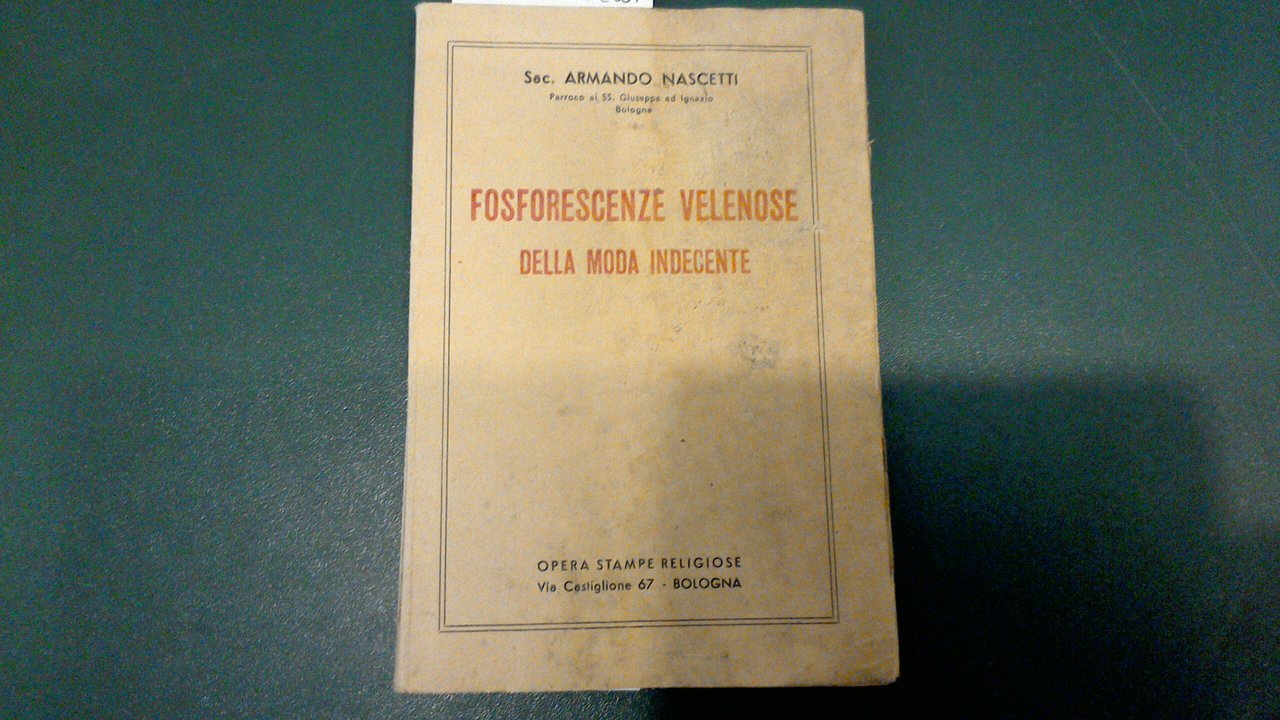 Sac. ARMANDO NASCETTI
Parroco ai SS. Giuseppe ed Ignazio
Bologna
FOSFORESCENZE VELENOSE
DELLA MODA INDECENTE
OPERA STAMPE RELIGIOSE
Via Castiglione 67 - BOLOGNA